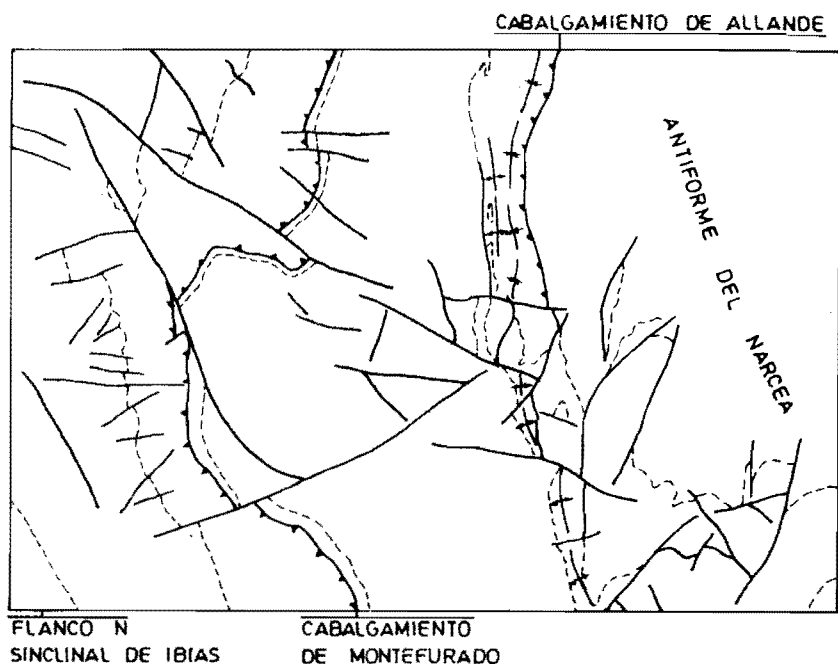 CABALGAMIENTO DE ALLANDE
ANTIFORME DEL NARCEA
FLANCO N
SINCLINAL DE IBIAS
CABALGAMIENTO
DE MONTEFURADO